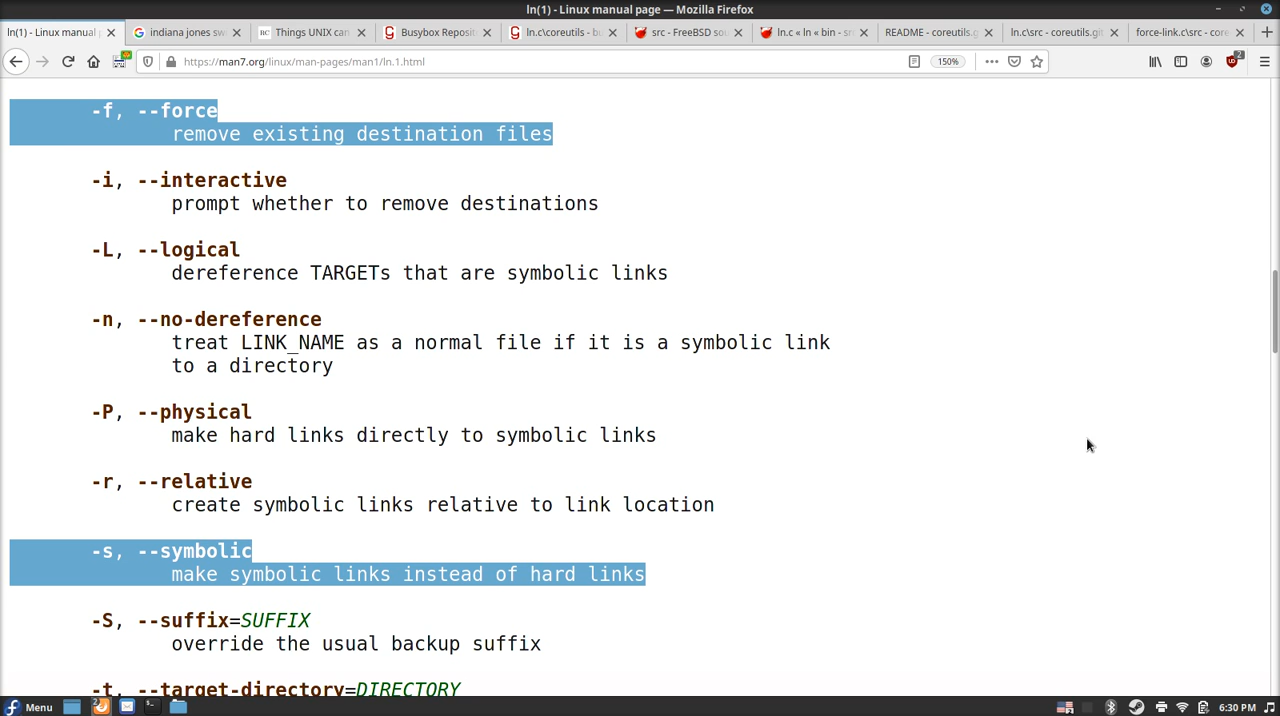 ln(1) - Linux manual page — Mozilla Firefox
ln(1) - Linux manual p
indiana jones sw
Things UNIX can
Busybox Reposit
ln.c\coreutils - bu
src - FreeBSD sou
ln.c « ln « bin - src
README - coreutils.g
ln.c\src - coreutils.git
force-link.c\src - core
https://man7.org/linux/man-pages/man1/ln.1.html
150%
2
-f, --force
remove existing destination files
-i, --interactive
prompt whether to remove destinations
-L, --logical
dereference TARGETs that are symbolic links
-n, --no-dereference
treat LINK_NAME as a normal file if it is a symbolic link
to a directory
-P, --physical
make hard links directly to symbolic links
-r, --relative
create symbolic links relative to link location
-s, --symbolic
make symbolic links instead of hard links
-S, --suffix=SUFFIX
override the usual backup suffix
-t, --target-directory=DIRECTORY
Menu
2
6:30 PM